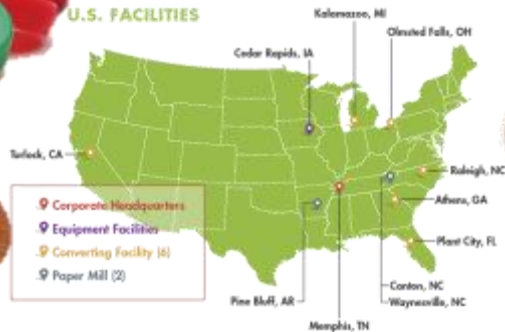 U.S. FACILITIES
Kalamazoo, MI
Olmsted Falls, OH
Cedar Rapids, IA
Turlock, CA
Raleigh, NC
Athens, GA
Corporate Headquarters
Equipment Facilities
Converting Facility (6)
Paper Mill (2)
Plant City, FL
Canton, NC
Pine Bluff, AR
Waynesville, NC
Memphis, TN